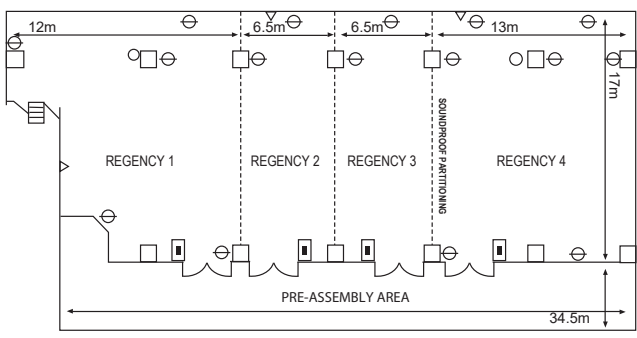 12m
6.5m
6.5m
13m
17m
SOUNDPROOF PARTITIONING
REGENCY 1
REGENCY 2
REGENCY 3
REGENCY 4
PRE-ASSEMBLY AREA
34.5m